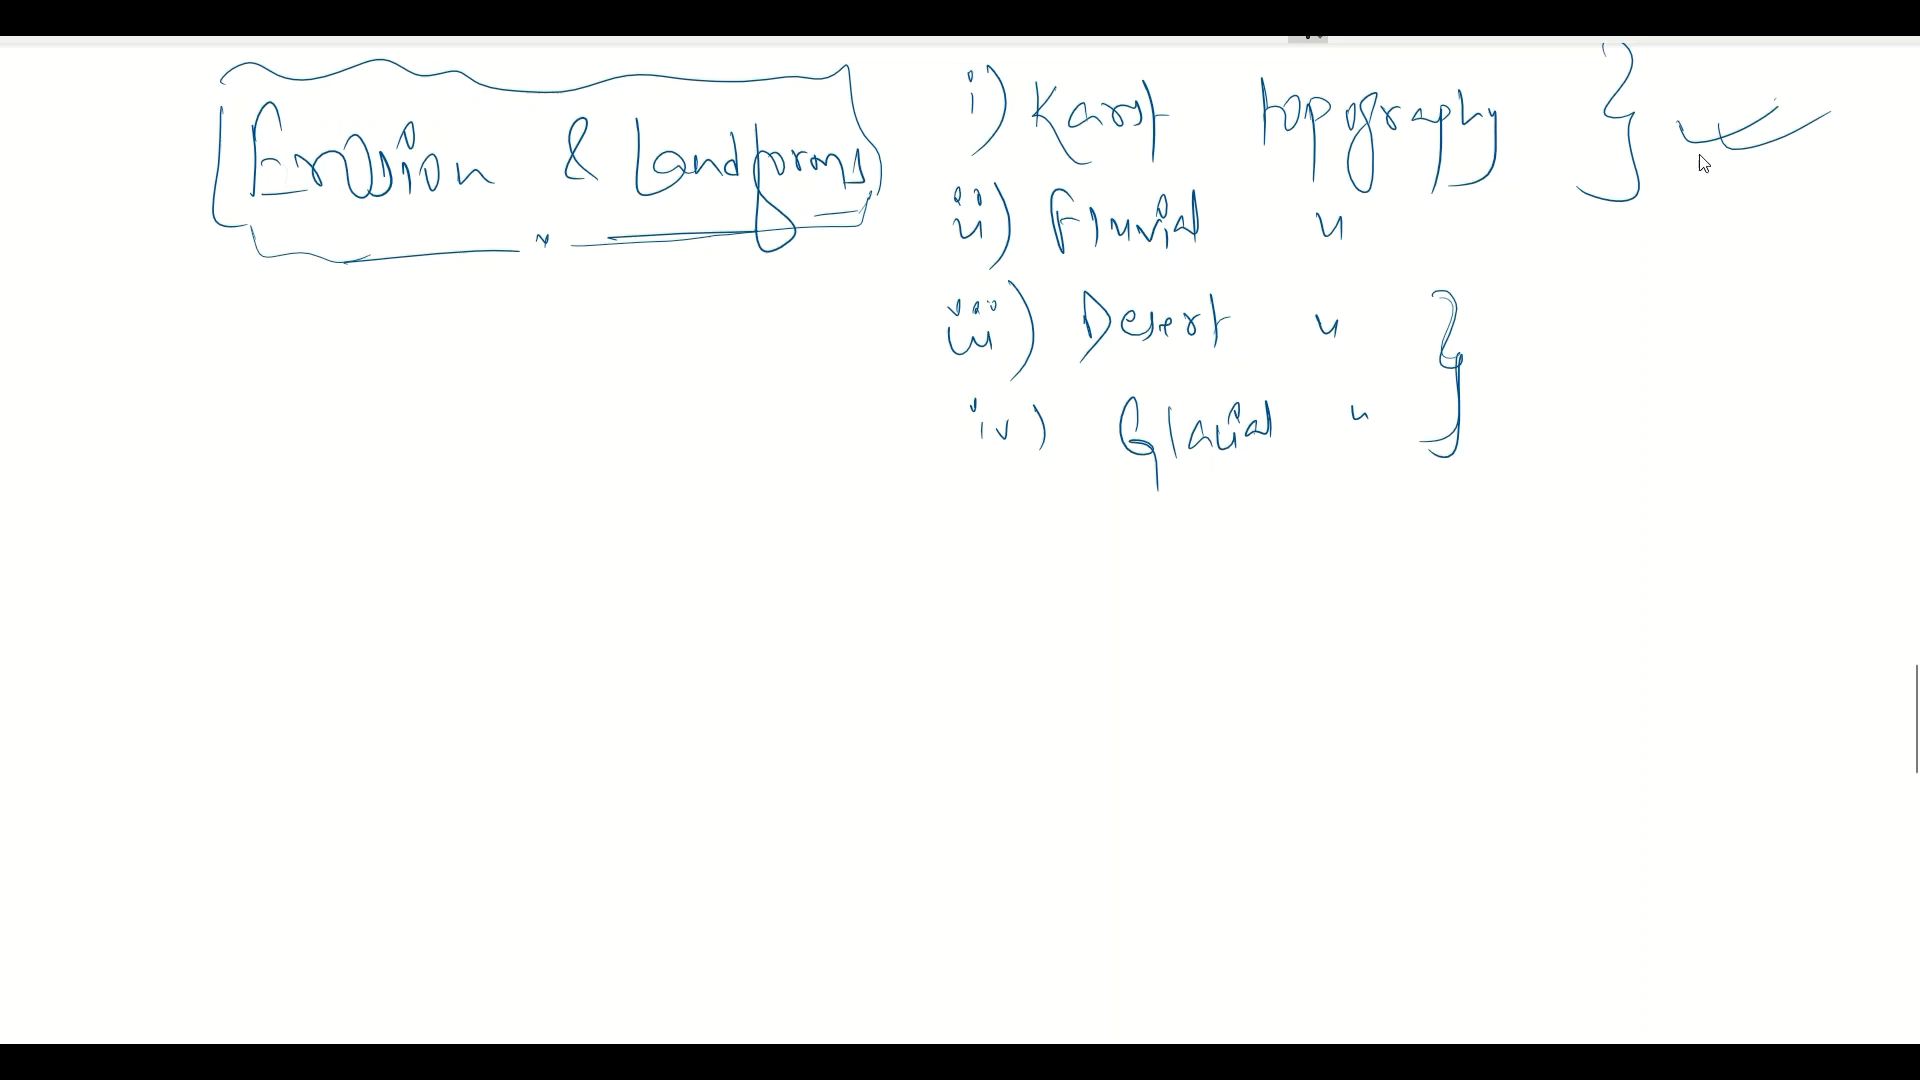 Erosion & Landforms
i) Karst topography
ii) Fluvial "
iii) Desert "
iv) Glacial "